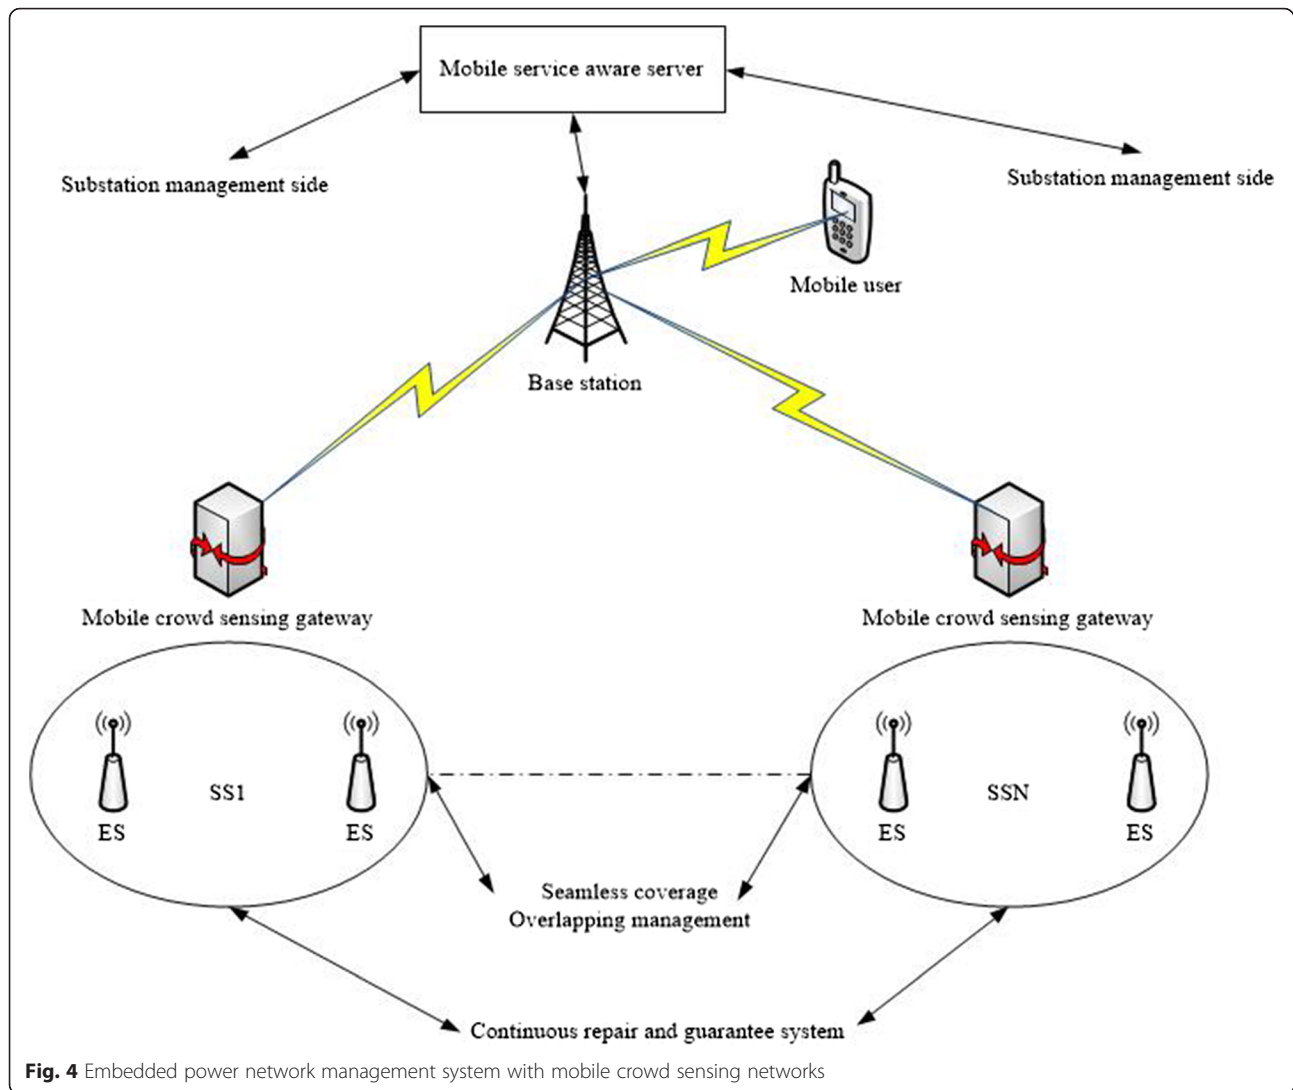 Mobile service aware server
Substation management side
Substation management side
Mobile user
Base station
Mobile crowd sensing gateway
Mobile crowd sensing gateway
SS1
ES
ES
SSN
ES
ES
Seamless coverage
Overlapping management
Continuous repair and guarantee system
Fig. 4 Embedded power network management system with mobile crowd sensing networks